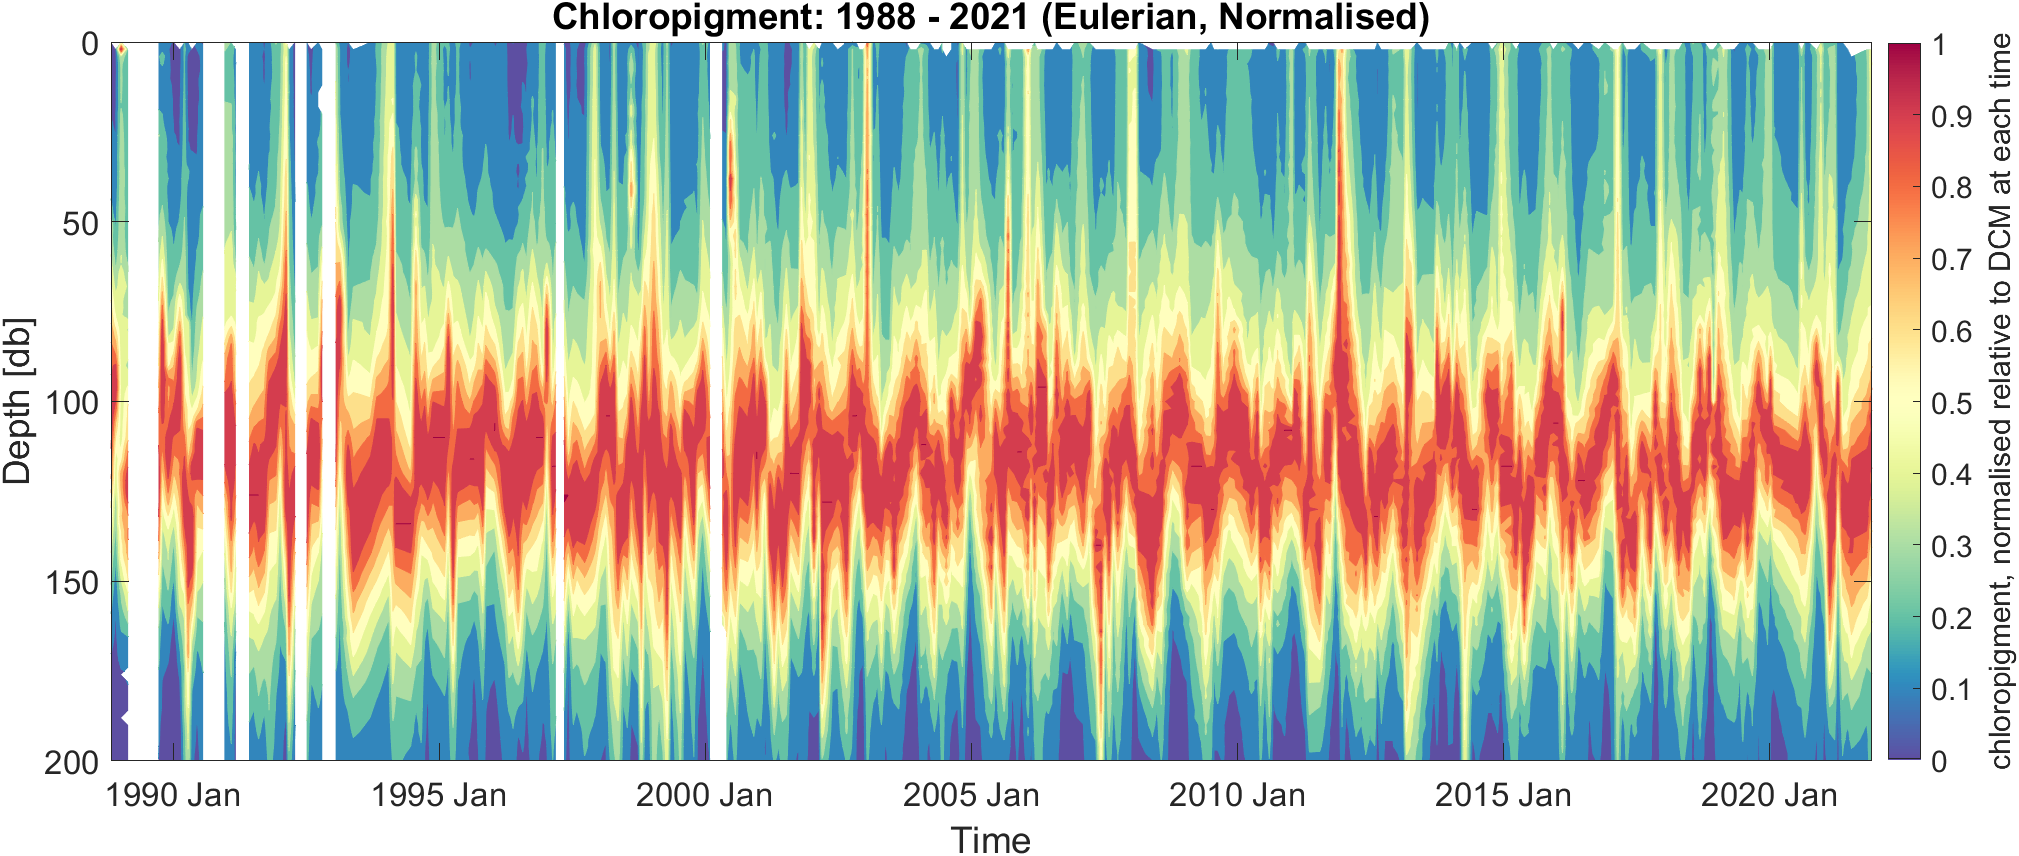 Chloropigment: 1988 - 2021 (Eulerian, Normalised)
0
50
100
150
200
Depth [db]
1990 Jan
1995 Jan
2000 Jan
2005 Jan
2010 Jan
2015 Jan
2020 Jan
Time
1
0.9
0.8
0.7
0.6
0.5
0.4
0.3
0.2
0.1
0
chloropigment, normalised relative to DCM at each time